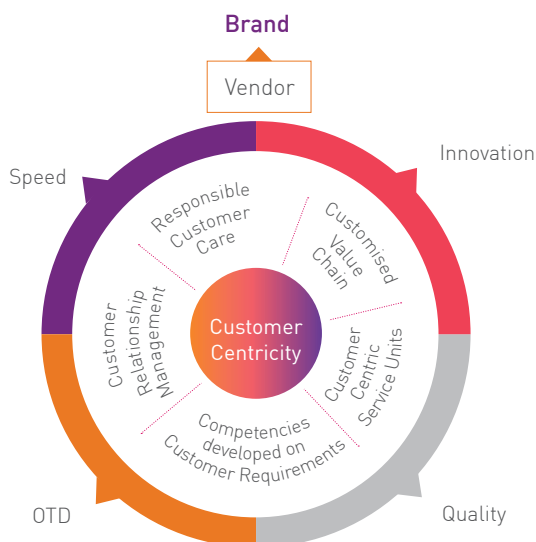 Brand
Vendor
Speed
Innovation
Responsible
Customer
Care
Customised
Value
Chain
Customer
Relationship
Management
Customer
Centricity
Customer
Centric
Service Units
Competencies
developed on
Customer Requirements
OTD
Quality